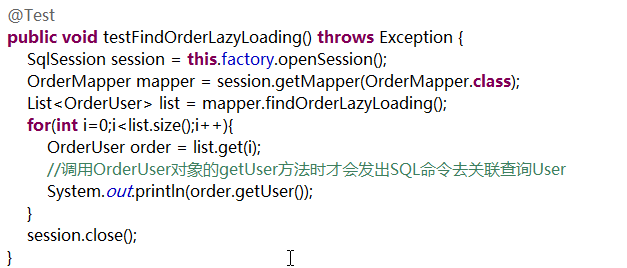 @Test
public void testFindOrderLazyLoading() throws Exception {
SqlSession session = this.factory.openSession();
OrderMapper mapper = session.getMapper(OrderMapper.class);
List<OrderUser> list = mapper.findOrderLazyLoading();
for(int i=0;i<list.size();i++){
OrderUser order = list.get(i);
//调用OrderUser对象的getUser方法时才会发出SQL命令去关联查询User
System.out.println(order.getUser());
}
session.close();
}